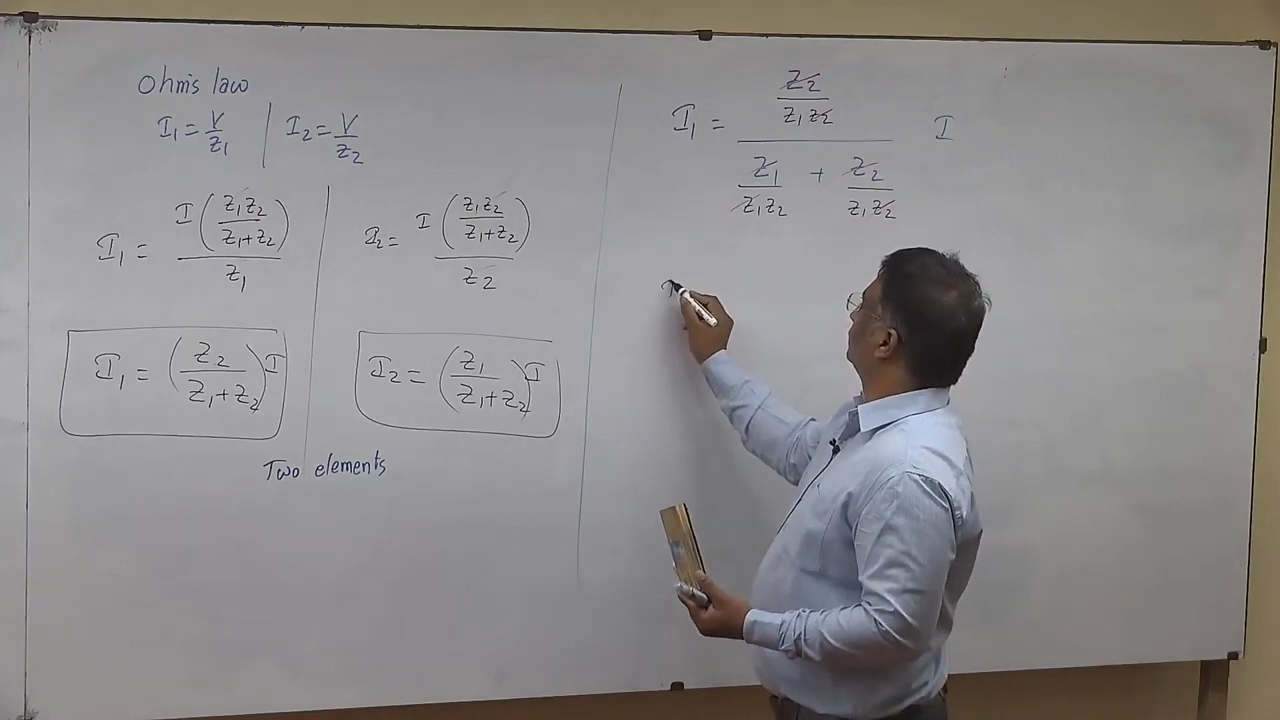 Ohm's law
I₁ = V/Z₁ | I₂ = V/Z₂
I₁ = I (Z₁Z₂/(Z₁+Z₂)) / Z₁
I₂ = I (Z₁Z₂/(Z₁+Z₂)) / Z₂
I₁ = (Z₂/(Z₁+Z₂)) I
I₂ = (Z₁/(Z₁+Z₂)) I
Two elements
I₁ = (Z₂/(Z₁Z₂)) / (Z₁/(Z₁Z₂) + Z₂/(Z₁Z₂)) I